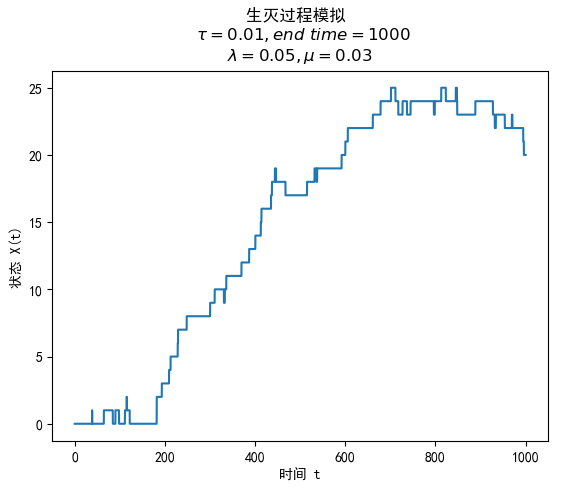 生灭过程模拟
τ = 0.01, end time = 1000
λ = 0.05, μ = 0.03
25
20
15
10
5
0
状态 X(t)
0 200 400 600 800 1000
时间 t